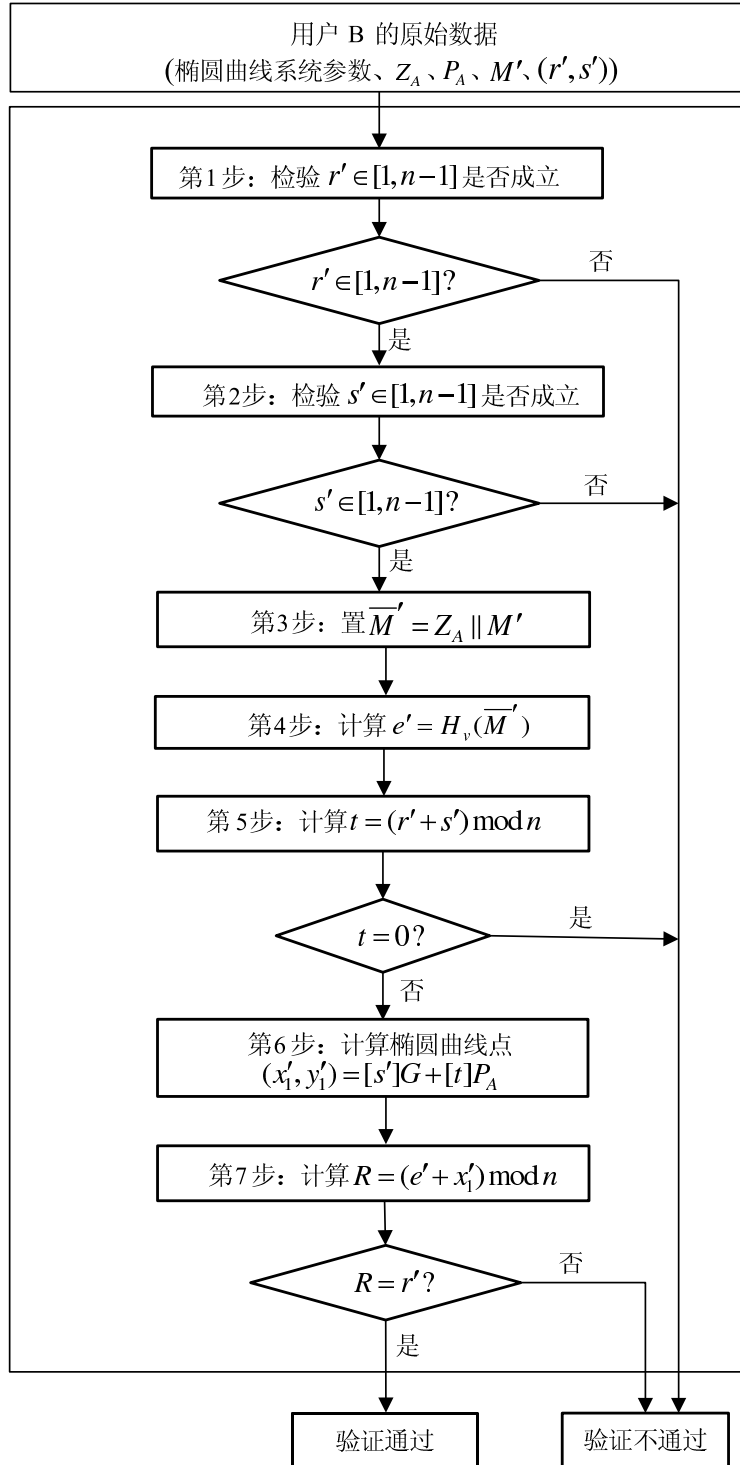 用户 B 的原始数据
(椭圆曲线系统参数、Z_A、P_A、M′、(r′,s′))
第1步：检验 r′∈[1,n−1]是否成立
r′∈[1,n−1]?
否
是
第2步：检验 s′∈[1,n−1]是否成立
s′∈[1,n−1]?
否
是
第3步：置 M̅′=Z_A || M′
第4步：计算 e′=H_v(M̅′)
第5步：计算t=(r′+s′)modn
t=0?
是
否
第6步：计算椭圆曲线点
(x′_1,y′_1)=[s′]G+[t]P_A
第7步：计算R=(e′+x′_1)modn
R=r′?
否
是
验证通过
验证不通过